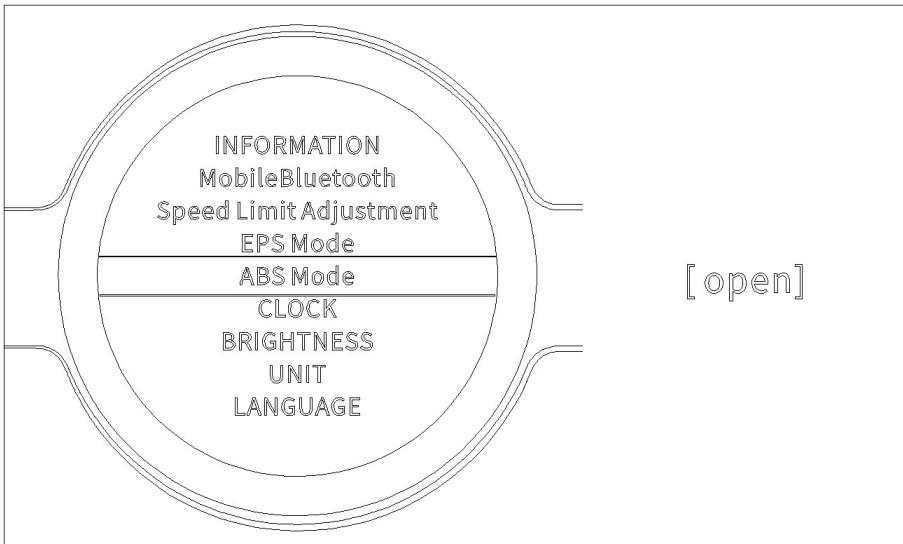 INFORMATION
MobileBluetooth
Speed Limit Adjustment
EPS Mode
ABS Mode
CLOCK
BRIGHTNESS
UNIT
LANGUAGE
[ open]